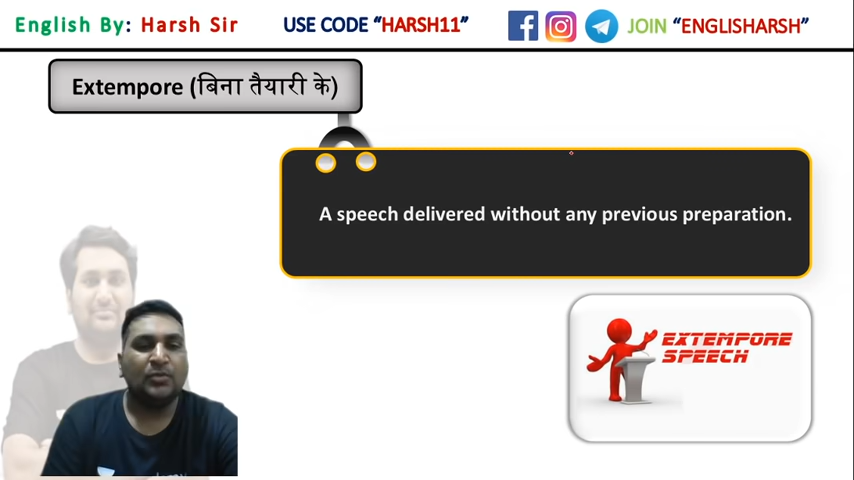 English By: Harsh Sir
USE CODE “HARSH11”
JOIN “ENGLISHARSH”
Extempore (बिना तैयारी के)
A speech delivered without any previous preparation.
EXTEMPORE
SPEECH